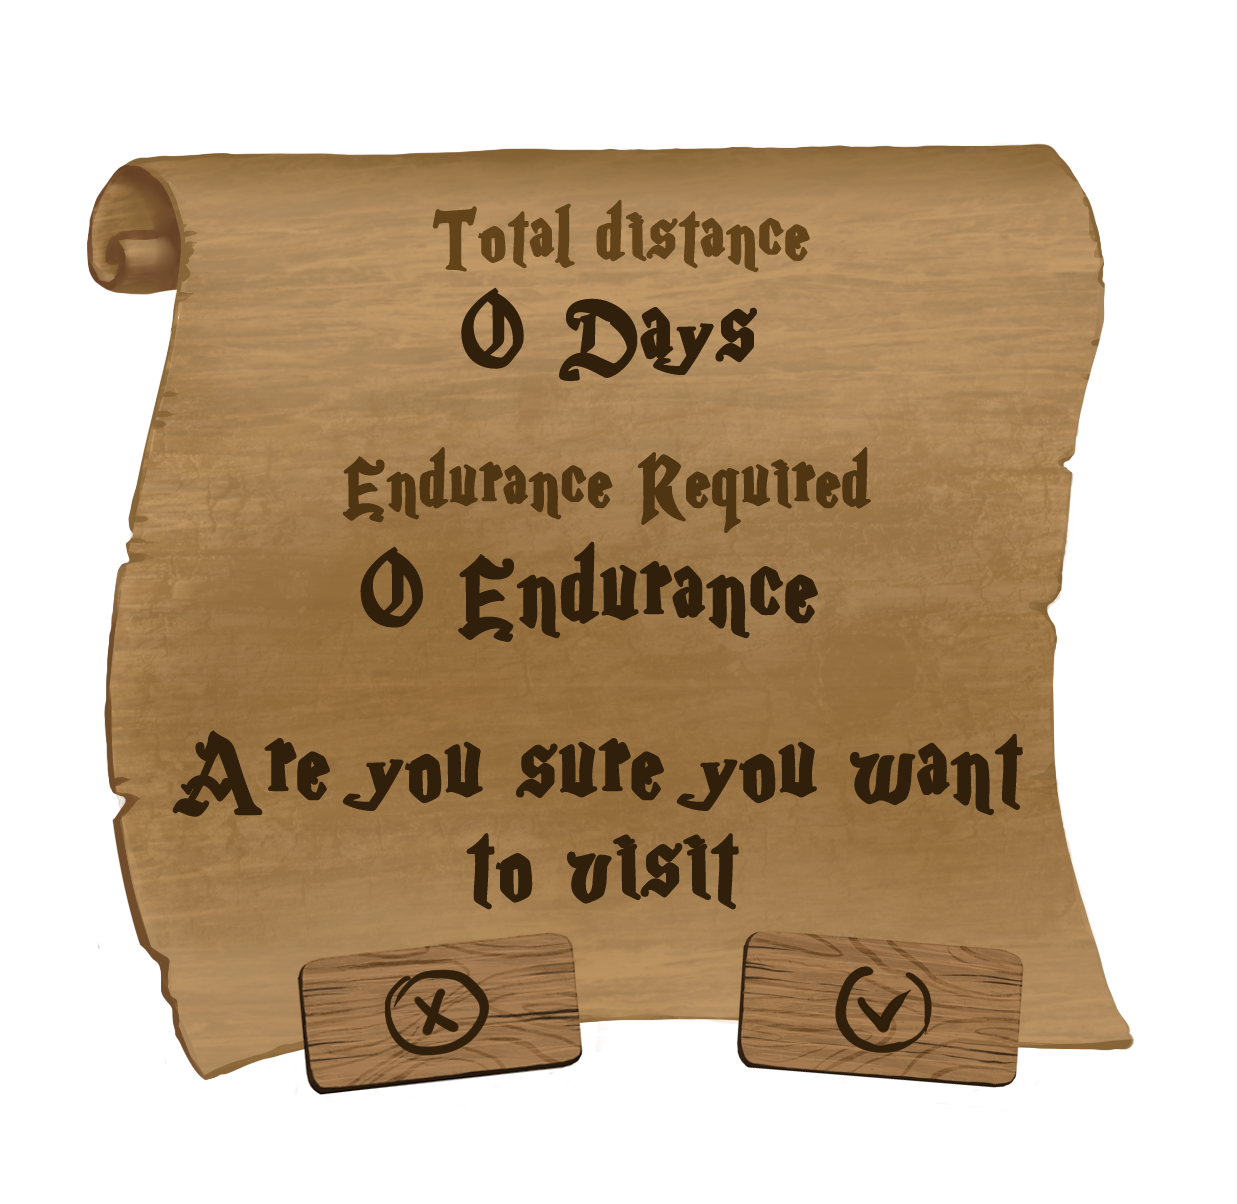 Total distance
0 Days
Endurance Required
0 Endurance
Are you sure you want
to visit